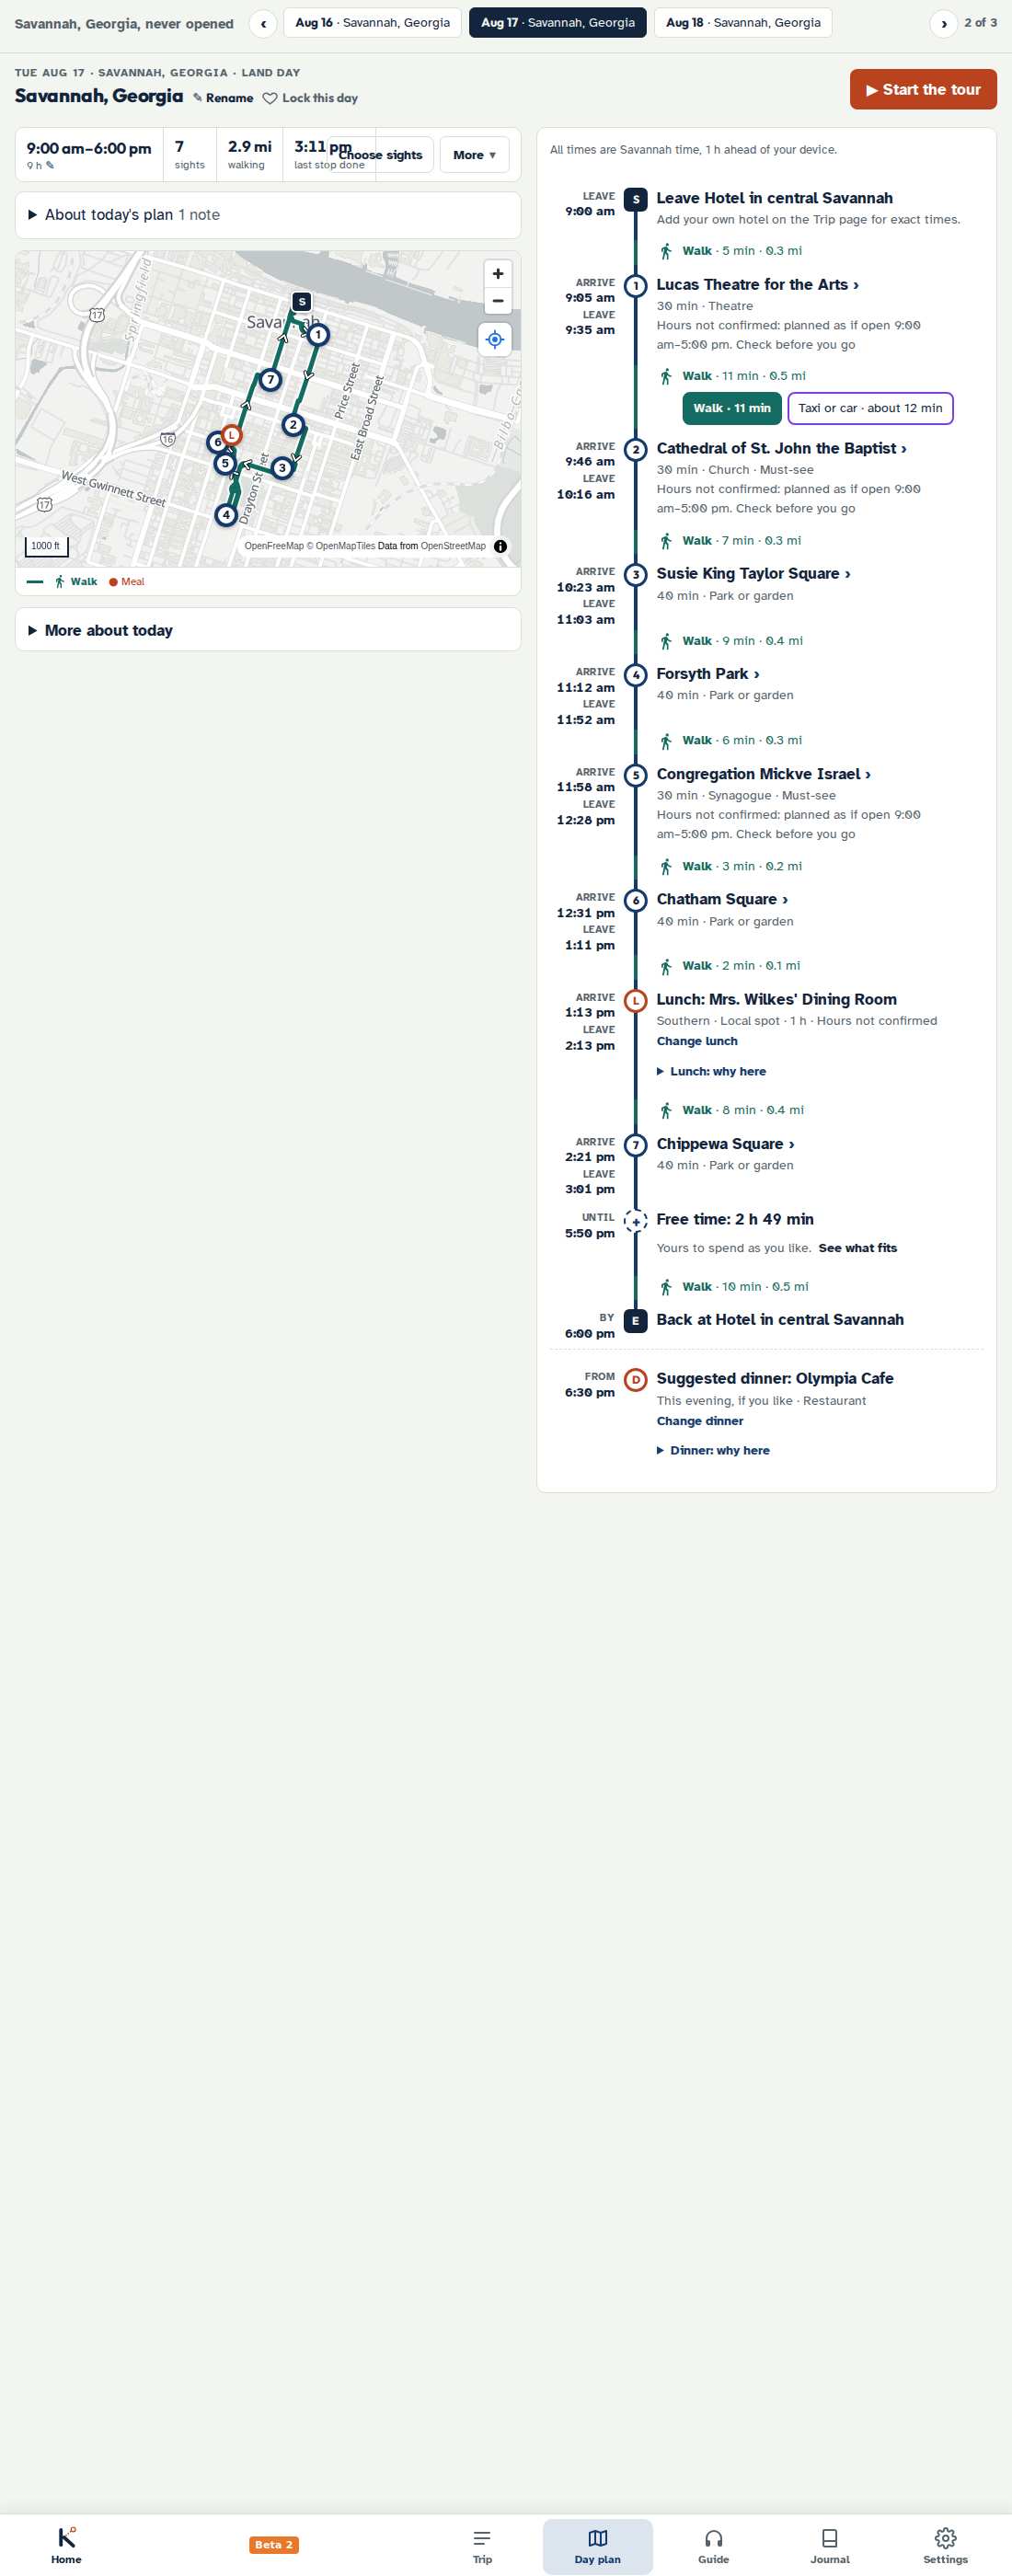 Savannah, Georgia, never opened
‹
Aug 16 · Savannah, Georgia
Aug 17 · Savannah, Georgia
Aug 18 · Savannah, Georgia
›
2 of 3
TUE AUG 17 · SAVANNAH, GEORGIA · LAND DAY
Savannah, Georgia ✎ Rename Lock this day
▶ Start the tour
9:00 am–6:00 pm
9 h ✎
7
sights
2.9 mi
walking
3:11 pm
last stop done
Choose sights
More ▼
▶ About today's plan 1 note
Springfield
17
Savannah
S
1
7
2
Price Street
East Broad Street
16
6
L
5
3
Drayton Street
West Gwinnett Street
17
4
Bilbo C
+
−
1000 ft
OpenFreeMap © OpenMapTiles Data from OpenStreetMap
Walk
Meal
▶ More about today
All times are Savannah time, 1 h ahead of your device.
LEAVE
9:00 am
S
Leave Hotel in central Savannah
Add your own hotel on the Trip page for exact times.
Walk · 5 min · 0.3 mi
ARRIVE
9:05 am
LEAVE
9:35 am
1
Lucas Theatre for the Arts ›
30 min · Theatre
Hours not confirmed: planned as if open 9:00
am–5:00 pm. Check before you go
Walk · 11 min · 0.5 mi
Walk · 11 min
Taxi or car · about 12 min
ARRIVE
9:46 am
LEAVE
10:16 am
2
Cathedral of St. John the Baptist ›
30 min · Church · Must-see
Hours not confirmed: planned as if open 9:00
am–5:00 pm. Check before you go
Walk · 7 min · 0.3 mi
ARRIVE
10:23 am
LEAVE
11:03 am
3
Susie King Taylor Square ›
40 min · Park or garden
Walk · 9 min · 0.4 mi
ARRIVE
11:12 am
LEAVE
11:52 am
4
Forsyth Park ›
40 min · Park or garden
Walk · 6 min · 0.3 mi
ARRIVE
11:58 am
LEAVE
12:28 pm
5
Congregation Mickve Israel ›
30 min · Synagogue · Must-see
Hours not confirmed: planned as if open 9:00
am–5:00 pm. Check before you go
Walk · 3 min · 0.2 mi
ARRIVE
12:31 pm
LEAVE
1:11 pm
6
Chatham Square ›
40 min · Park or garden
Walk · 2 min · 0.1 mi
ARRIVE
1:13 pm
LEAVE
2:13 pm
L
Lunch: Mrs. Wilkes' Dining Room
Southern · Local spot · 1 h · Hours not confirmed
Change lunch
▶ Lunch: why here
Walk · 8 min · 0.4 mi
ARRIVE
2:21 pm
LEAVE
3:01 pm
7
Chippewa Square ›
40 min · Park or garden
UNTIL
5:50 pm
+
Free time: 2 h 49 min
Yours to spend as you like. See what fits
Walk · 10 min · 0.5 mi
BY
6:00 pm
E
Back at Hotel in central Savannah
FROM
6:30 pm
D
Suggested dinner: Olympia Cafe
This evening, if you like · Restaurant
Change dinner
▶ Dinner: why here
Home
Beta 2
Trip
Day plan
Guide
Journal
Settings